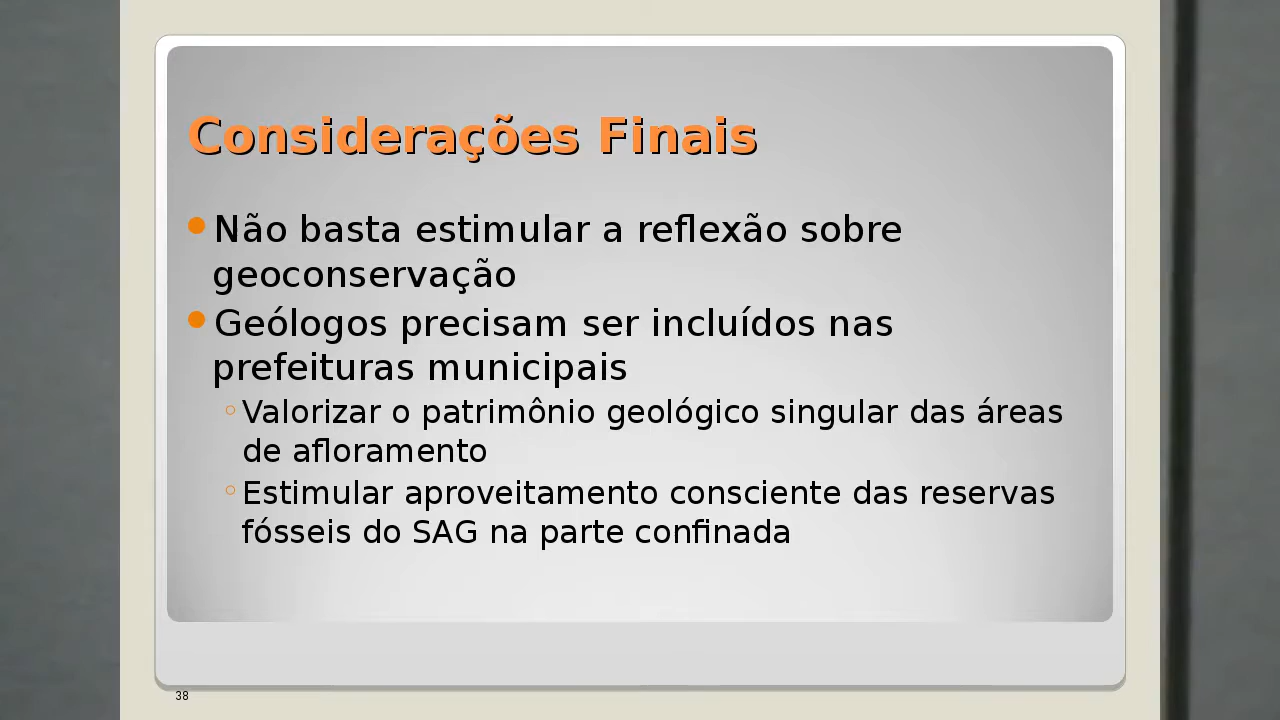 Considerações Finais
Não basta estimular a reflexão sobre
geoconservação
Geólogos precisam ser incluídos nas
prefeituras municipais
Valorizar o patrimônio geológico singular das áreas
de afloramento
Estimular aproveitamento consciente das reservas
fósseis do SAG na parte confinada
38